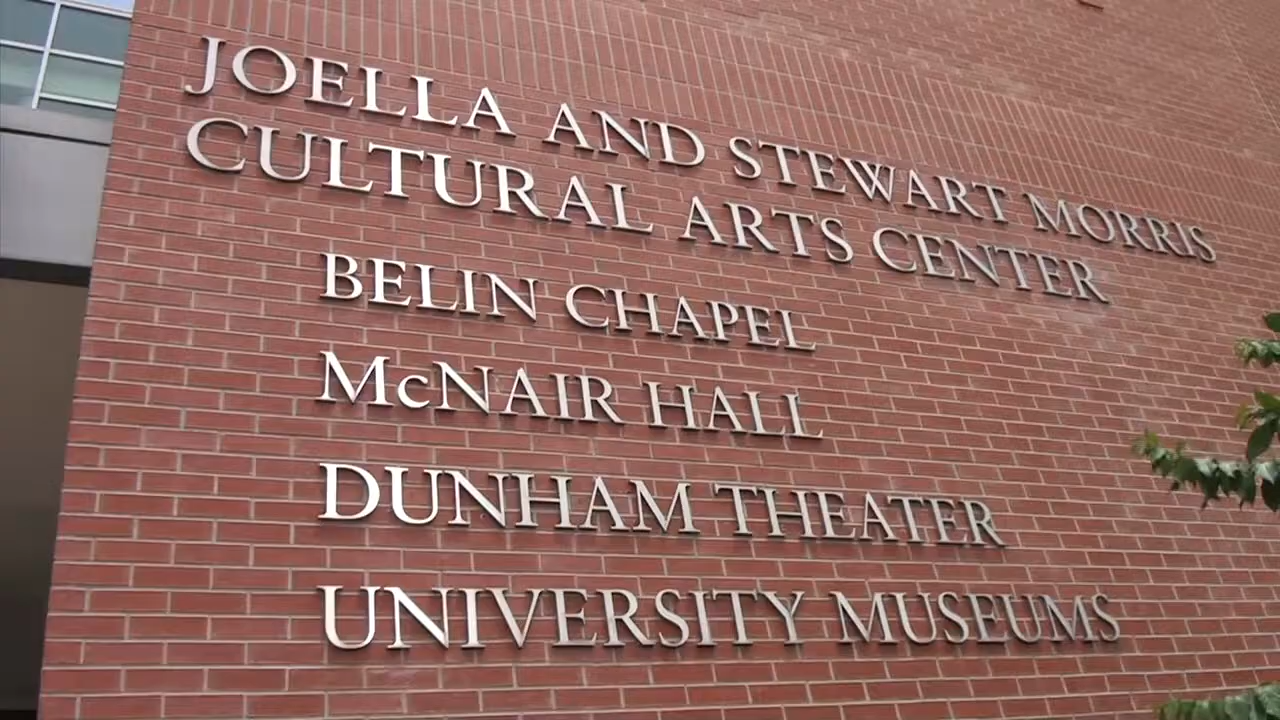 JOELLA AND STEWART MORRIS
CULTURAL ARTS CENTER
BELIN CHAPEL
McNAIR HALL
DUNHAM THEATER
UNIVERSITY MUSEUMS